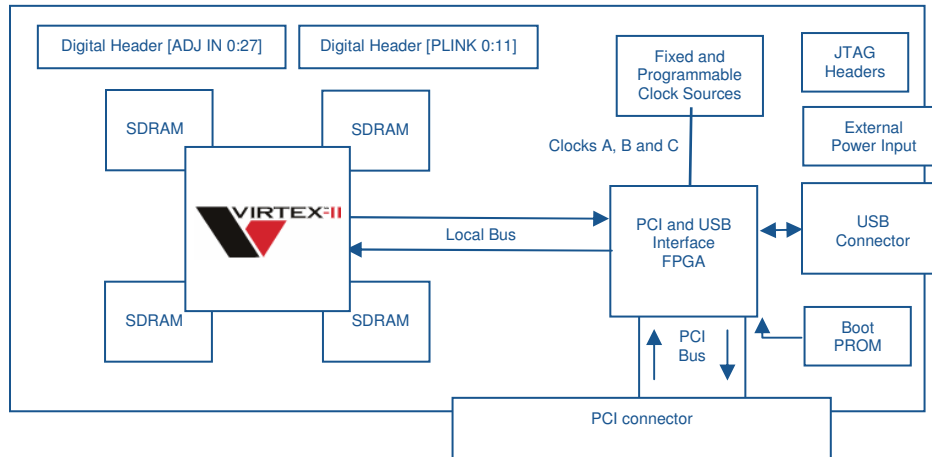 Digital Header [ADJ IN 0:27]
Digital Header [PLINK 0:11]
Fixed and
Programmable
Clock Sources
JTAG
Headers
SDRAM
SDRAM
External
Power Input
Clocks A, B and C
VIRTEX-II
Local Bus
PCI and USB
Interface
FPGA
USB
Connector
SDRAM
SDRAM
PCI
Bus
Boot
PROM
PCI connector